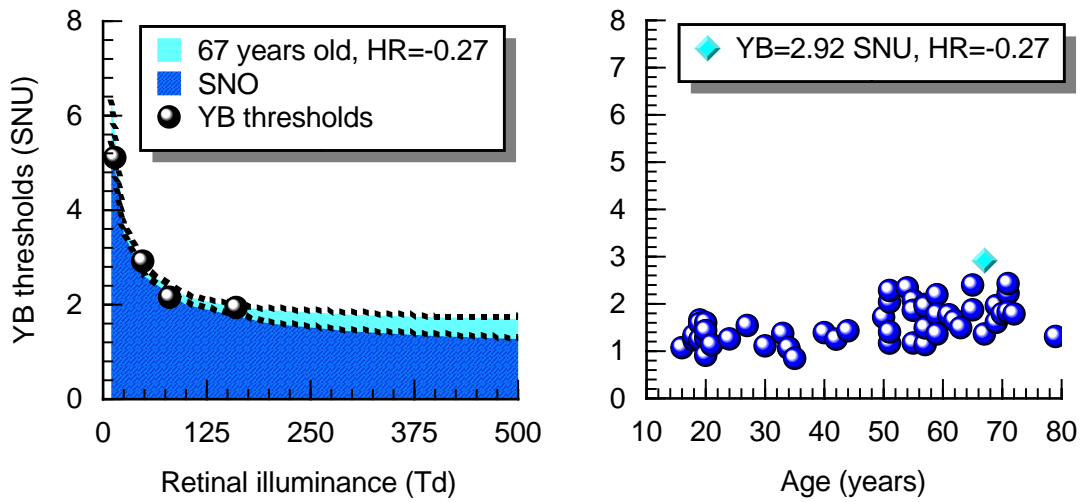 YB thresholds (SNU)
8
6
4
2
0
67 years old, HR=-0.27
SNO
YB thresholds
0 125 250 375 500
Retinal illuminance (Td)
8
7
6
5
4
3
2
1
0
YB=2.92 SNU, HR=-0.27
10 20 30 40 50 60 70 80
Age (years)